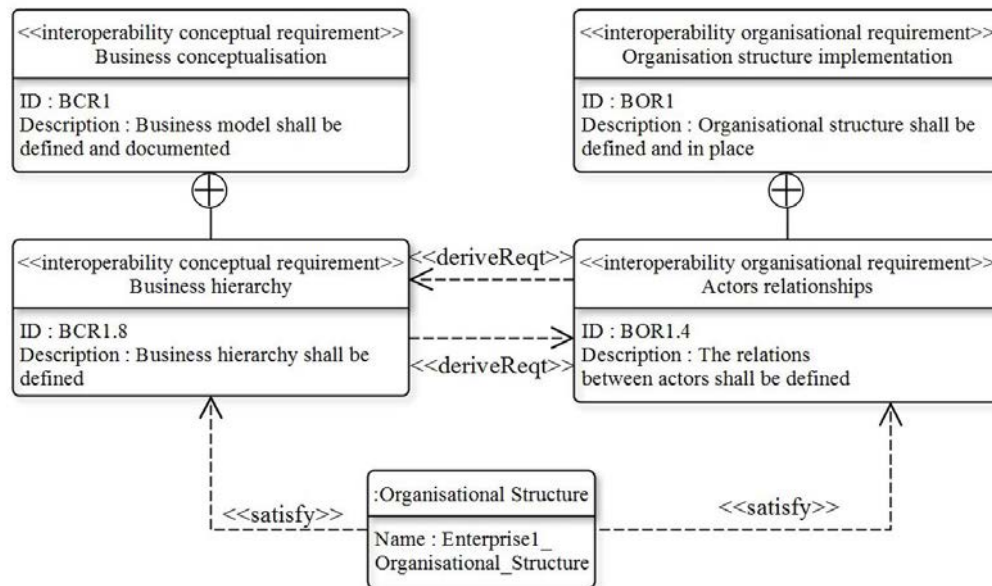 <<interoperability conceptual requirement>>
Business conceptualisation
ID : BCR1
Description : Business model shall be
defined and documented
<<interoperability organisational requirement>>
Organisation structure implementation
ID : BOR1
Description : Organisational structure shall be
defined and in place
<<interoperability conceptual requirement>>
Business hierarchy
ID : BCR1.8
Description : Business hierarchy shall be
defined
<<deriveReqt>>
<<deriveReqt>>
<<interoperability organisational requirement>>
Actors relationships
ID : BOR1.4
Description : The relations
between actors shall be defined
<<satisfy>>
:Organisational Structure
Name : Enterprise1_
Organisational_Structure
<<satisfy>>